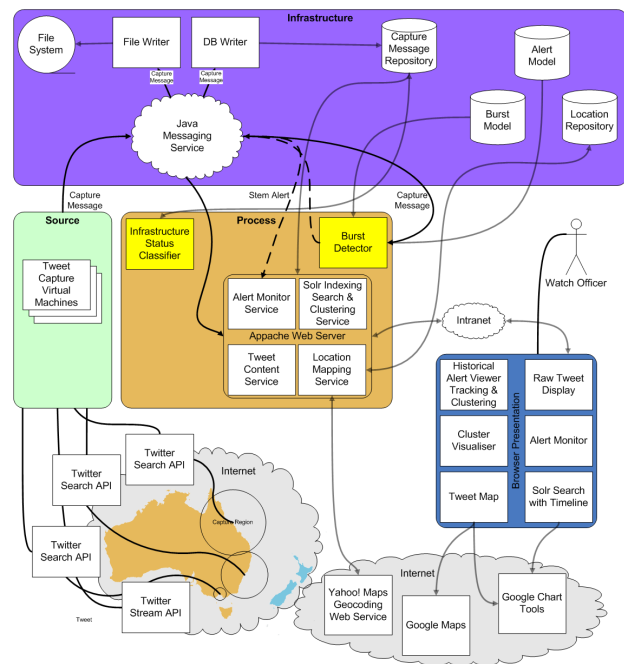 Infrastructure
File
System
File Writer
DB Writer
Capture
Message
Repository
Alert
Model
Capture
Message
Capture
Message
Java
Messaging
Service
Burst
Model
Location
Repository
Capture
Message
Stem Alert
Capture
Message
Source
Tweet
Capture
Virtual
Machines
Process
Infrastructure
Status
Classifier
Burst
Detector
Alert Monitor
Service
Solr Indexing
Search &
Clustering
Service
Appache Web Server
Tweet
Content
Service
Location
Mapping
Service
Watch Officer
Intranet
Browser Presentation
Historical
Alert Viewer
Tracking &
Clustering
Raw Tweet
Display
Cluster
Visualiser
Alert Monitor
Tweet Map
Solr Search
with Timeline
Twitter
Search API
Internet
Twitter
Search API
Capture Region
Twitter
Search API
Twitter
Stream API
Tweet
Internet
Yahoo! Maps
Geocoding
Web Service
Google Maps
Google Chart
Tools